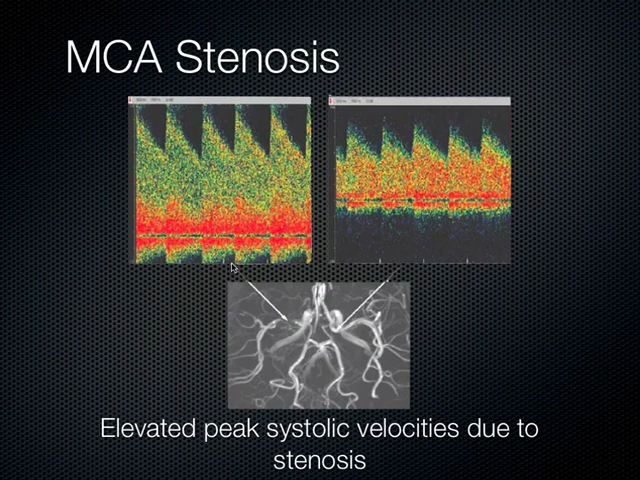 MCA Stenosis
Elevated peak systolic velocities due to
stenosis